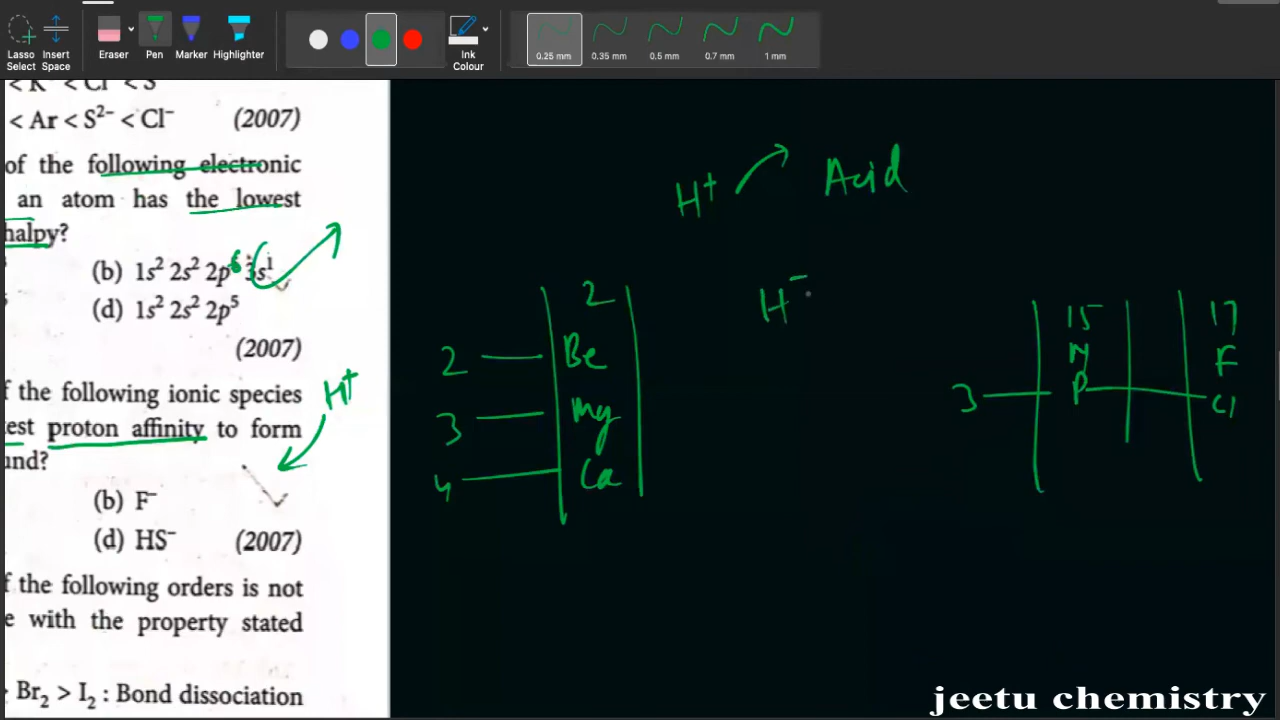 Lasso Select
Insert Space
Eraser
Pen
Marker
Highlighter
Ink Colour
0.25 mm
0.35 mm
0.5 mm
0.7 mm
1 mm
< Ar < S²⁻ < Cl⁻ (2007)
of the following electronic
an atom has the lowest
halpy?
(b) 1s² 2s² 2p⁶ 3s¹
(d) 1s² 2s² 2p⁵
(2007)
f the following ionic species
est proton affinity to form
und?
H⁺
(b) F⁻
(d) HS⁻ (2007)
f the following orders is not
e with the property stated
Br₂ > I₂ : Bond dissociation
H⁺ Acid
H⁻
2
2 Be
3 Mg
4 Ca
15 17
N F
3 P Cl
jeetu chemistry